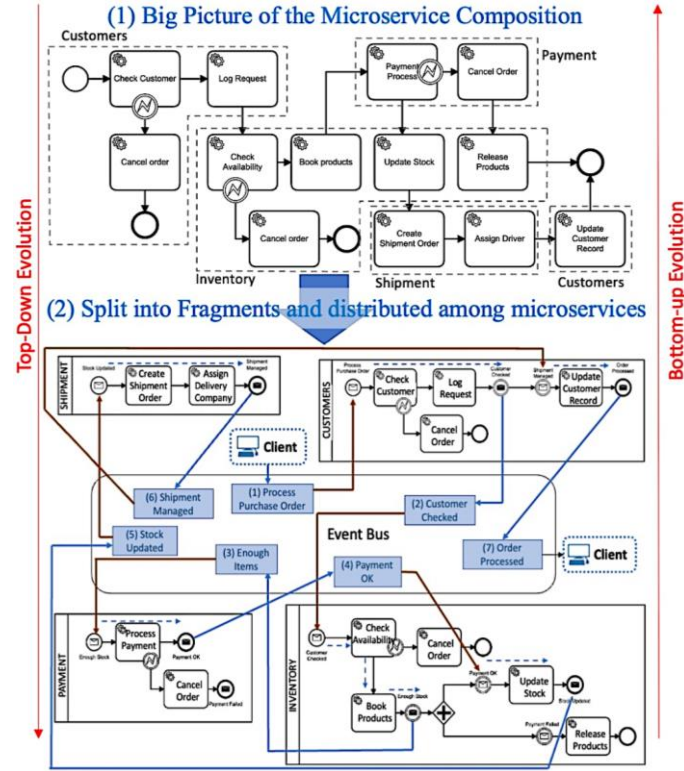 (1) Big Picture of the Microservice Composition
Customers
Payment
Check Customer
Log Request
Payment
Process
Cancel Order
Cancel order
Check
Availability
Book products
Update Stock
Release
Products
Cancel order
Create
Shipment Order
Assign Driver
Update
Customer
Record
Inventory
Shipment
Customers
Top-Down Evolution
Bottom-up Evolution
(2) Split into Fragments and distributed among microservices
SHIPMENT
Stock Updated
Create
Shipment
Order
Assign
Delivery
Company
Shipment
Managed
CUSTOMERS
Process
Purchase Order
Check
Customer
Log
Request
Customer
Checked
Shipment
Managed
Update
Customer
Record
Order
Processed
Cancel
Order
Client
(6) Shipment
Managed
(1) Process
Purchase Order
(2) Customer
Checked
(5) Stock
Updated
(3) Enough
Items
Event Bus
(4) Payment
OK
(7) Order
Processed
Client
PAYMENT
Enough Stock
Process
Payment
Payment OK
Cancel
Order
Payment Failed
INVENTORY
Customer
Checked
Check
Availability
Cancel
Order
Book
Products
Enough Stock
Payment OK
Update
Stock
Stock Updated
Payment Failed
Release
Products